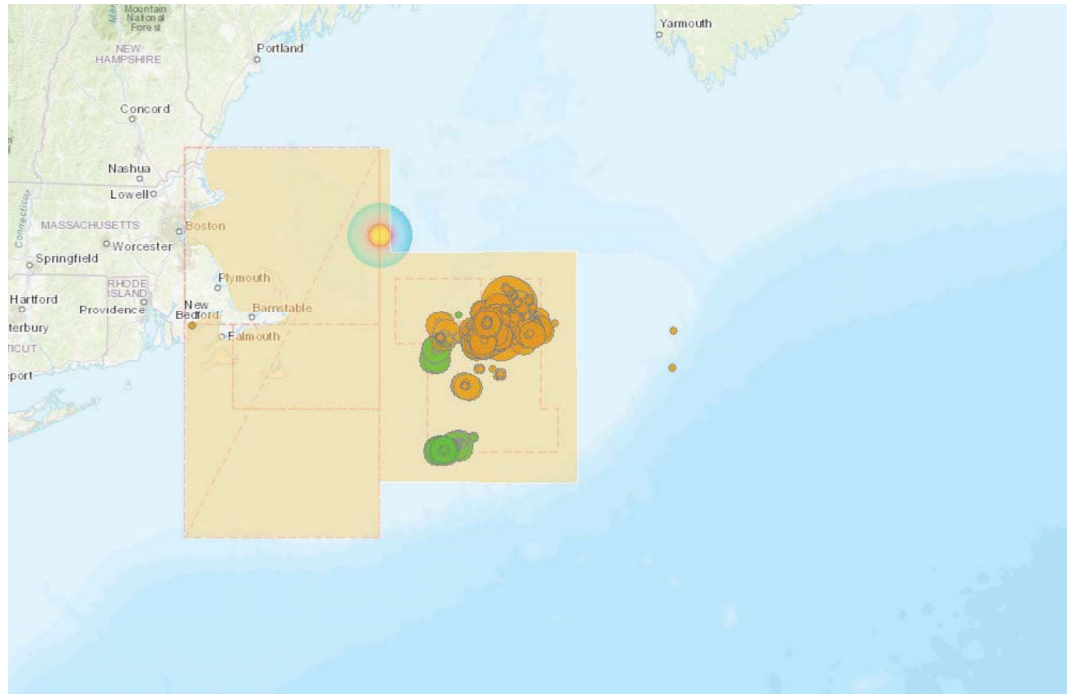 Mountain
National
Forest
Yarmouth
NEW
HAMPSHIRE
Portland
Concord
Nashua
Lowell
MASSACHUSETTS
Boston
Worcester
Springfield
Connecticut
Plymouth
RHODE
ISLAND
Hartford
Providence
New
Bedford
Barnstable
terbury
Falmouth
TICUT
port